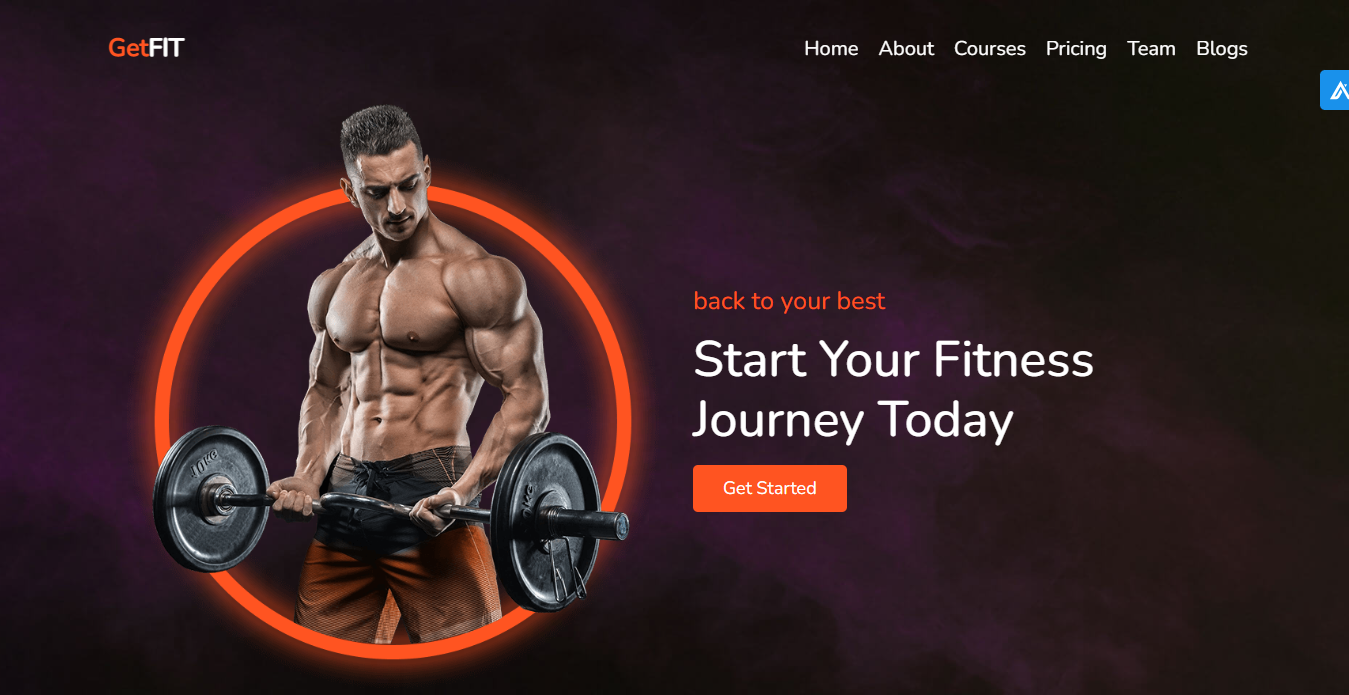 GetFIT
Home About Courses Pricing Team Blogs
back to your best
Start Your Fitness
Journey Today
Get Started
10KG